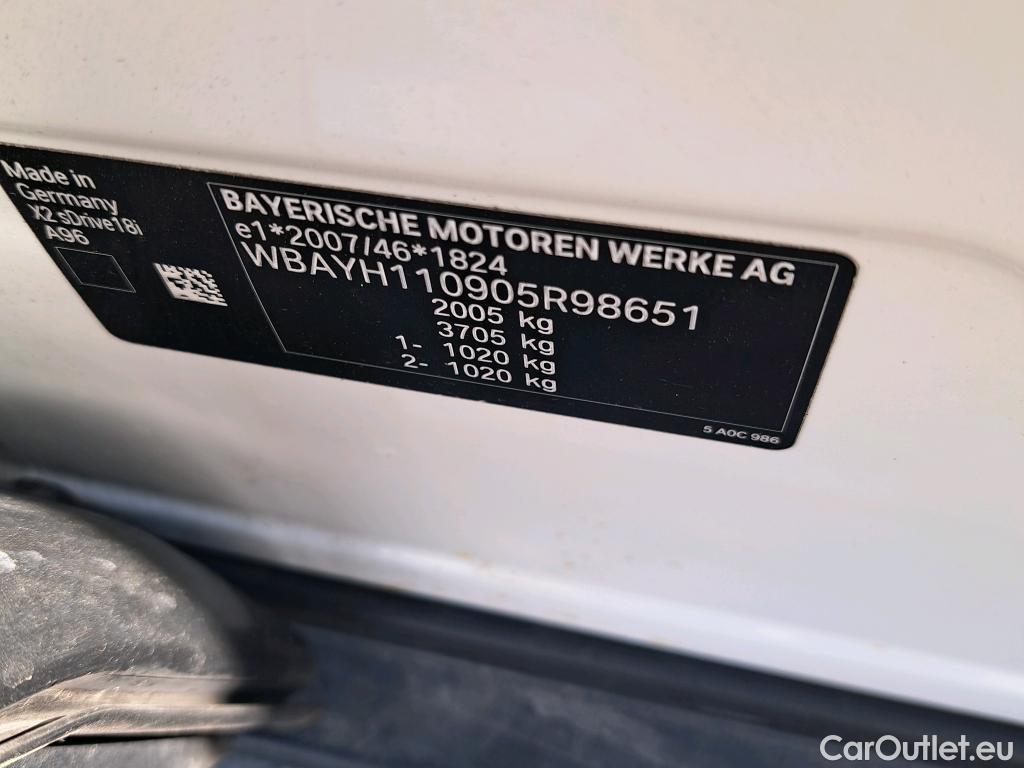 Made in
Germany
X2 sDrive18i
A96
BAYERISCHE MOTOREN WERKE AG
e1*2007/46*1824
WBAYH110905R98651
2005 kg
3705 kg
1- 1020 kg
2- 1020 kg
5 A0C 986
CarOutlet.eu